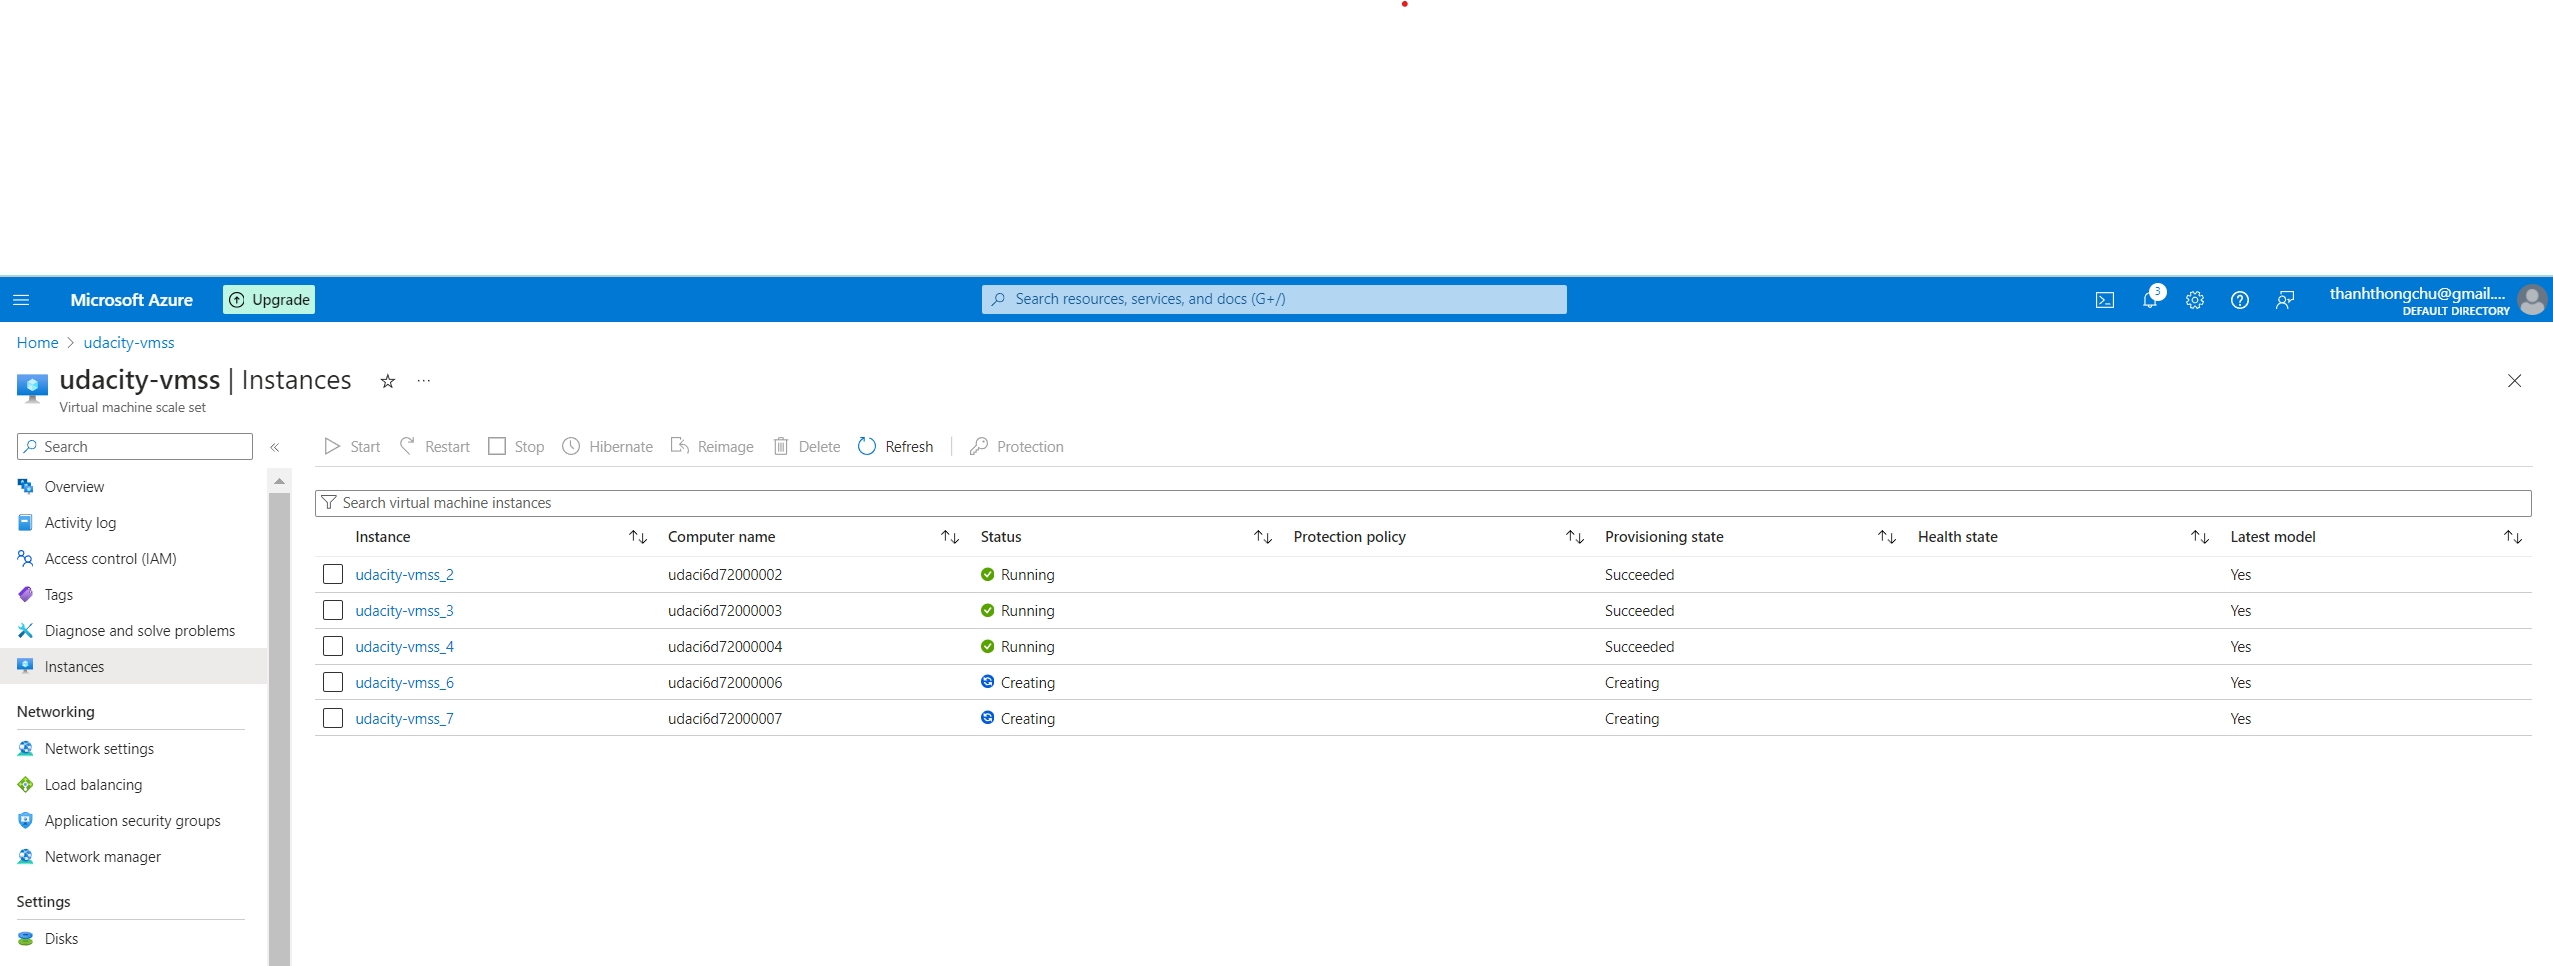 Microsoft Azure Upgrade Search resources, services, and docs (G+/) 3 thanhthongchu@gmail....
DEFAULT DIRECTORY
Home > udacity-vmss
udacity-vmss | Instances ...
Virtual machine scale set
Search «
Start Restart Stop Hibernate Reimage Delete Refresh | Protection
Overview
Activity log
Access control (IAM)
Tags
Diagnose and solve problems
Instances
Networking
Network settings
Load balancing
Application security groups
Network manager
Settings
Disks
Search virtual machine instances
Instance Computer name Status Protection policy Provisioning state Health state Latest model
udacity-vmss_2 udaci6d72000002 Running Succeeded Yes
udacity-vmss_3 udaci6d72000003 Running Succeeded Yes
udacity-vmss_4 udaci6d72000004 Running Succeeded Yes
udacity-vmss_6 udaci6d72000006 Creating Creating Yes
udacity-vmss_7 udaci6d72000007 Creating Creating Yes